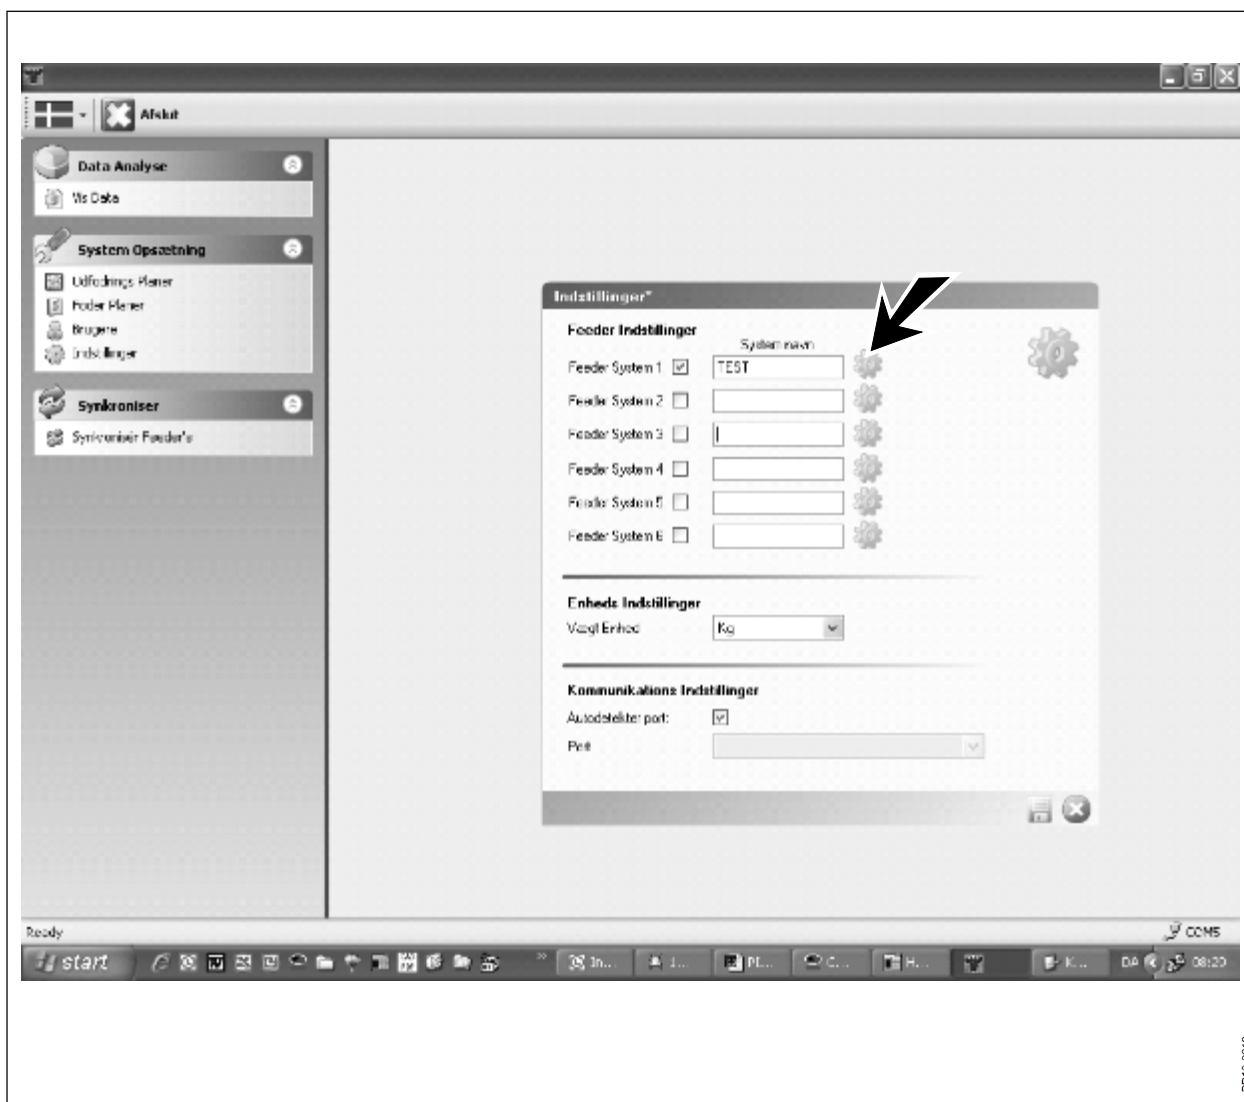 Afslut
Data Analyse
Vis Data
System Opsætning
Udfodrings Planer
Foder Planer
Brugere
Indstillinger
Synkroniser
Synkroniser Feeder's
Indstillinger*
Feeder Indstillinger
System navn
Feeder System 1 TEST
Feeder System 2
Feeder System 3
Feeder System 4
Feeder System 5
Feeder System 6
Enheds Indstillinger
Vægt Enhed Kg
Kommunikations Indstillinger
Autodetekter port:
Port
Ready COM5
start In... J... PI... C... H... K... DA 08:20